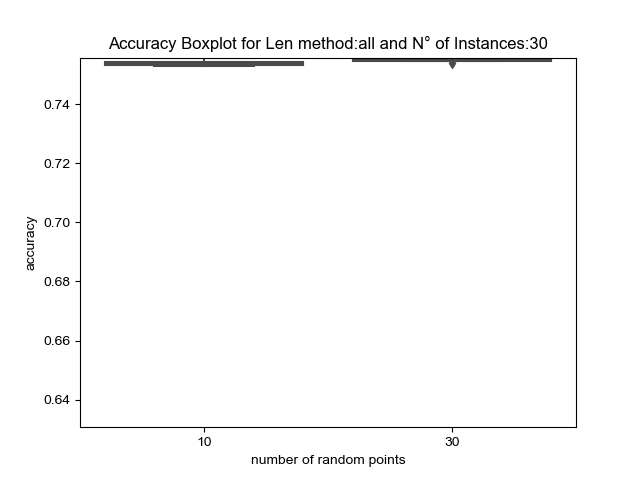 Accuracy Boxplot for Len method:all and N° of Instances:30
0.74
0.72
0.70
0.68
0.66
0.64
accuracy
10
30
number of random points